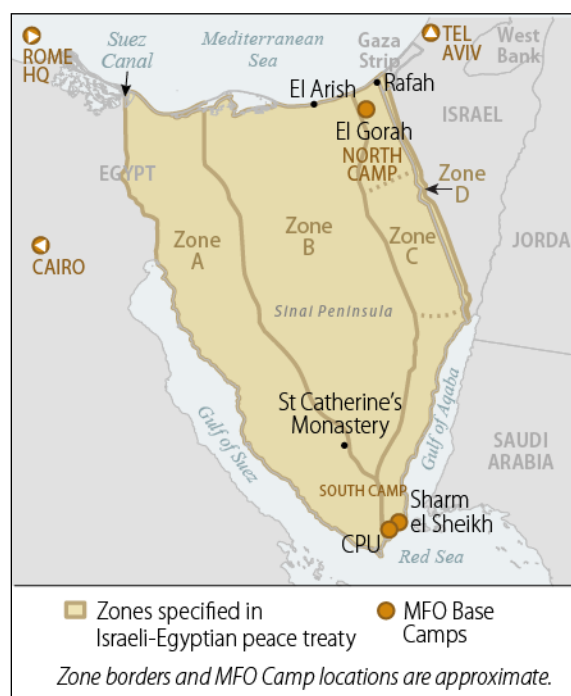 ROME
HQ
Suez
Canal
Mediterranean
Sea
Gaza
Strip
TEL
AVIV
West
Bank
El Arish
Rafah
ISRAEL
El Gorah
NORTH
CAMP
EGYPT
Zone
D
Zone
A
Zone
B
Zone
C
JORDA
CAIRO
Sinai Peninsula
St Catherine's
Monastery
Gulf of Suez
Gulf of Aqaba
SAUDI
ARABIA
SOUTH CAMP
Sharm
el Sheikh
CPU
Red Sea
Zones specified in
Israeli-Egyptian peace treaty
MFO Base
Camps
Zone borders and MFO Camp locations are approximate.